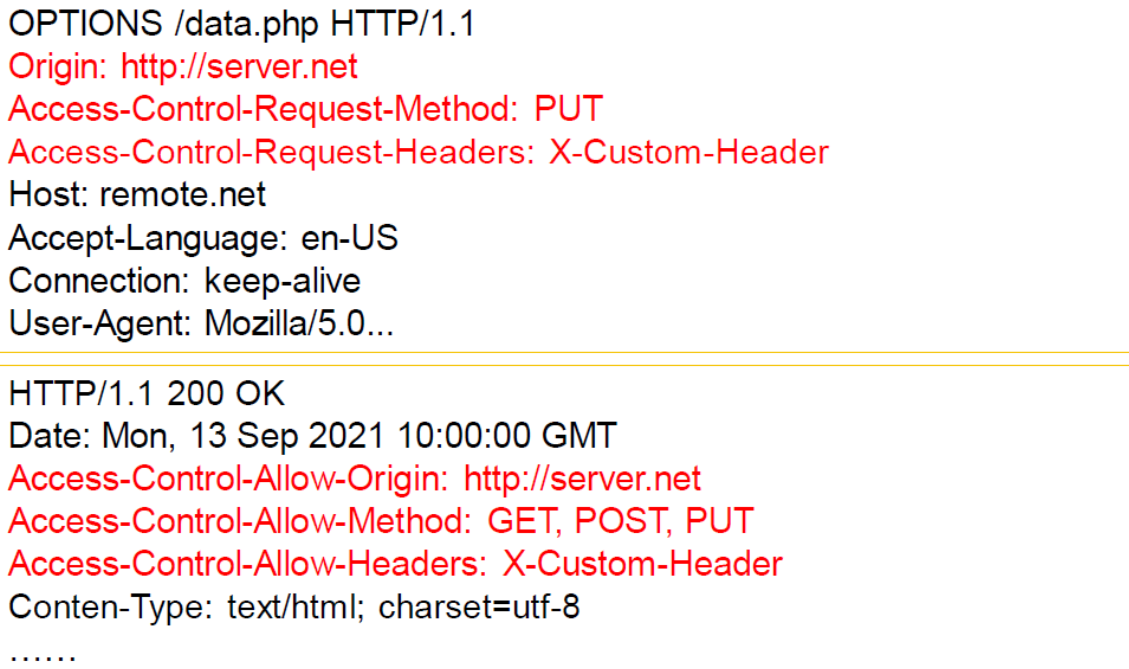 OPTIONS /data.php HTTP/1.1
Origin: http://server.net
Access-Control-Request-Method: PUT
Access-Control-Request-Headers: X-Custom-Header
Host: remote.net
Accept-Language: en-US
Connection: keep-alive
User-Agent: Mozilla/5.0...
HTTP/1.1 200 OK
Date: Mon, 13 Sep 2021 10:00:00 GMT
Access-Control-Allow-Origin: http://server.net
Access-Control-Allow-Method: GET, POST, PUT
Access-Control-Allow-Headers: X-Custom-Header
Conten-Type: text/html; charset=utf-8
......